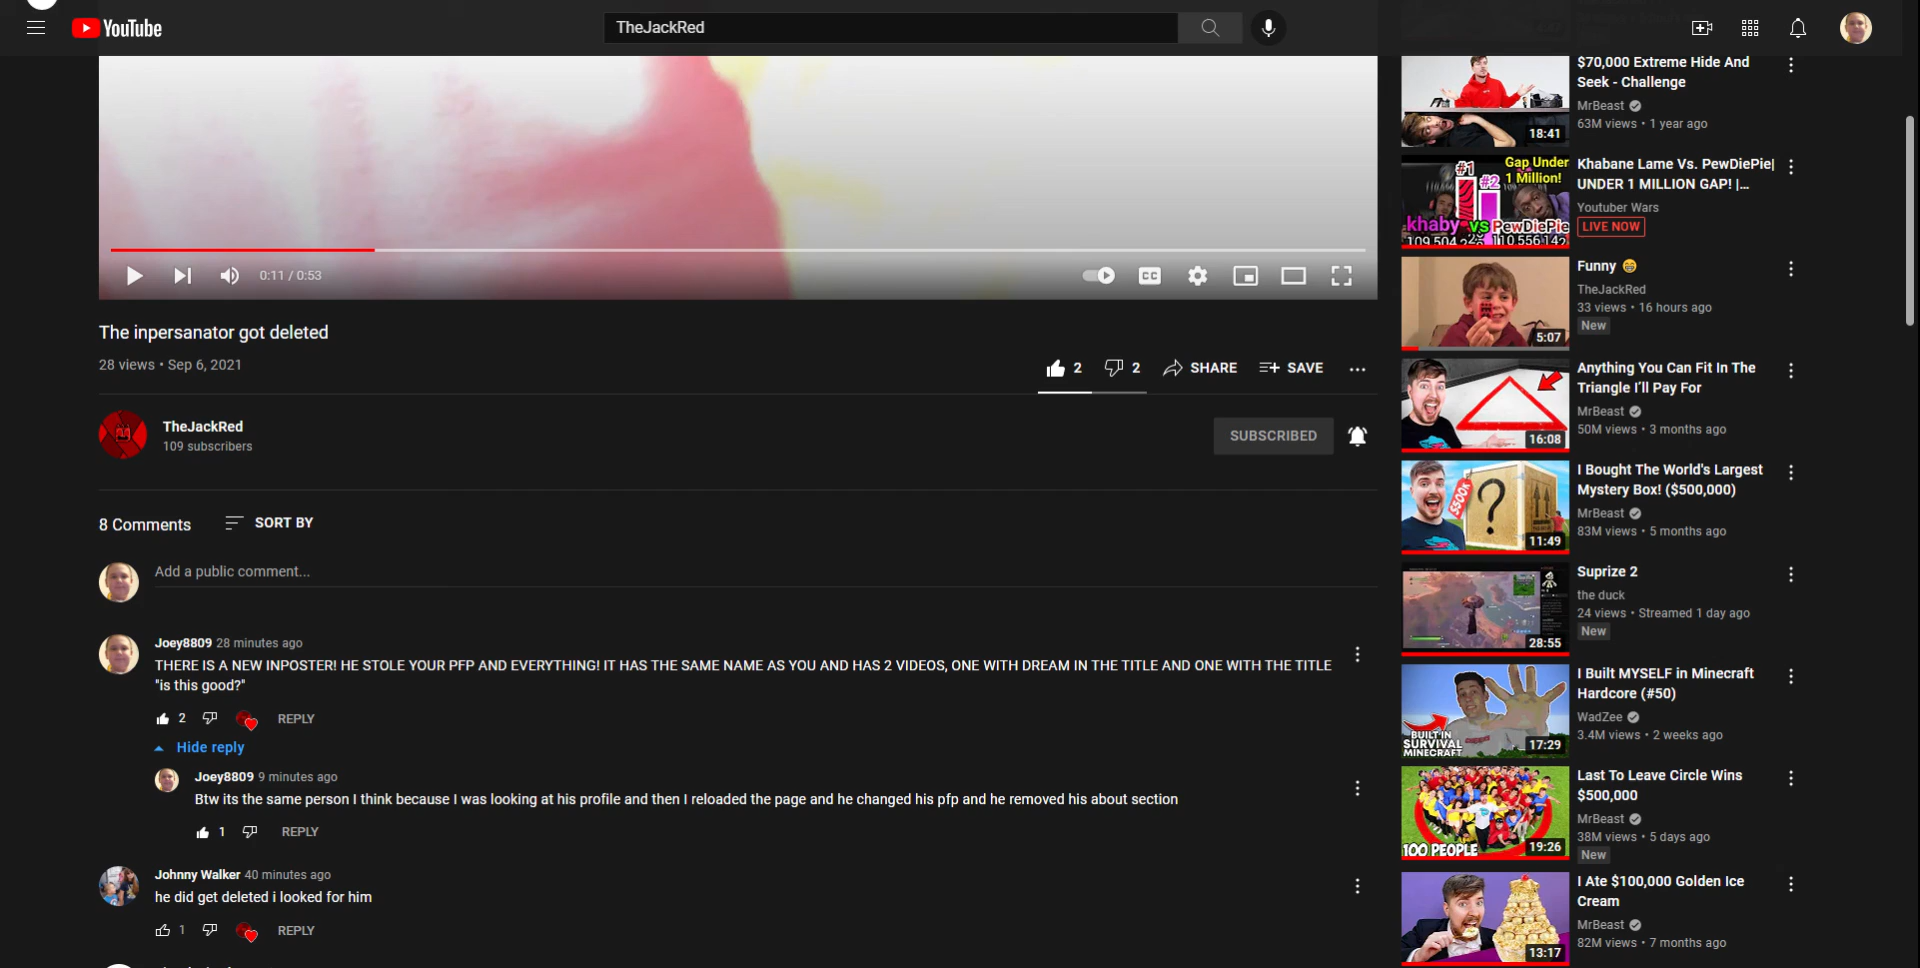 YouTube
TheJackRed
0:11 / 0:53
CC
The inpersanator got deleted
28 views • Sep 6, 2021
2
2
SHARE
SAVE
TheJackRed
109 subscribers
SUBSCRIBED
8 Comments
SORT BY
Add a public comment...
Joey8809 28 minutes ago
THERE IS A NEW INPOSTER! HE STOLE YOUR PFP AND EVERYTHING! IT HAS THE SAME NAME AS YOU AND HAS 2 VIDEOS, ONE WITH DREAM IN THE TITLE AND ONE WITH THE TITLE
"is this good?"
2
REPLY
Hide reply
Joey8809 9 minutes ago
Btw its the same person I think because I was looking at his profile and then I reloaded the page and he changed his pfp and he removed his about section
1
REPLY
Johnny Walker 40 minutes ago
he did get deleted i looked for him
1
REPLY
18:41
$70,000 Extreme Hide And
Seek - Challenge
MrBeast
63M views • 1 year ago
#1
#2
Gap Under
1 Million!
khaby
vs
PewDiePie
110 556 142
Khabane Lame Vs. PewDiePie|
UNDER 1 MILLION GAP! |...
Youtuber Wars
LIVE NOW
5:07
Funny 😁
TheJackRed
33 views • 16 hours ago
New
16:08
Anything You Can Fit In The
Triangle I'll Pay For
MrBeast
50M views • 3 months ago
$500K
?
11:49
I Bought The World's Largest
Mystery Box! ($500,000)
MrBeast
83M views • 5 months ago
28:55
Suprize 2
the duck
24 views • Streamed 1 day ago
New
BUILT IN
SURVIVAL
MINECRAFT
17:29
I Built MYSELF in Minecraft
Hardcore (#50)
WadZee
3.4M views • 2 weeks ago
100 PEOPLE
19:26
Last To Leave Circle Wins
$500,000
MrBeast
38M views • 5 days ago
New
13:17
I Ate $100,000 Golden Ice
Cream
MrBeast
82M views • 7 months ago